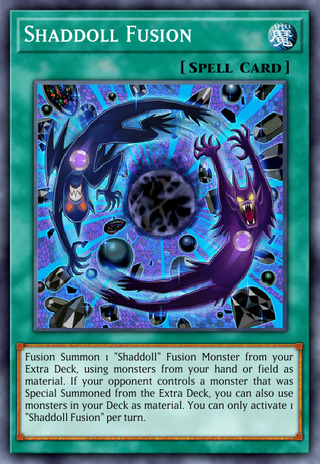 Shaddoll Fusion
[ Spell Card ]
Fusion Summon 1 "Shaddoll" Fusion Monster from your
Extra Deck, using monsters from your hand or field as
material. If your opponent controls a monster that was
Special Summoned from the Extra Deck, you can also use
monsters in your Deck as material. You can only activate 1
"Shaddoll Fusion" per turn.